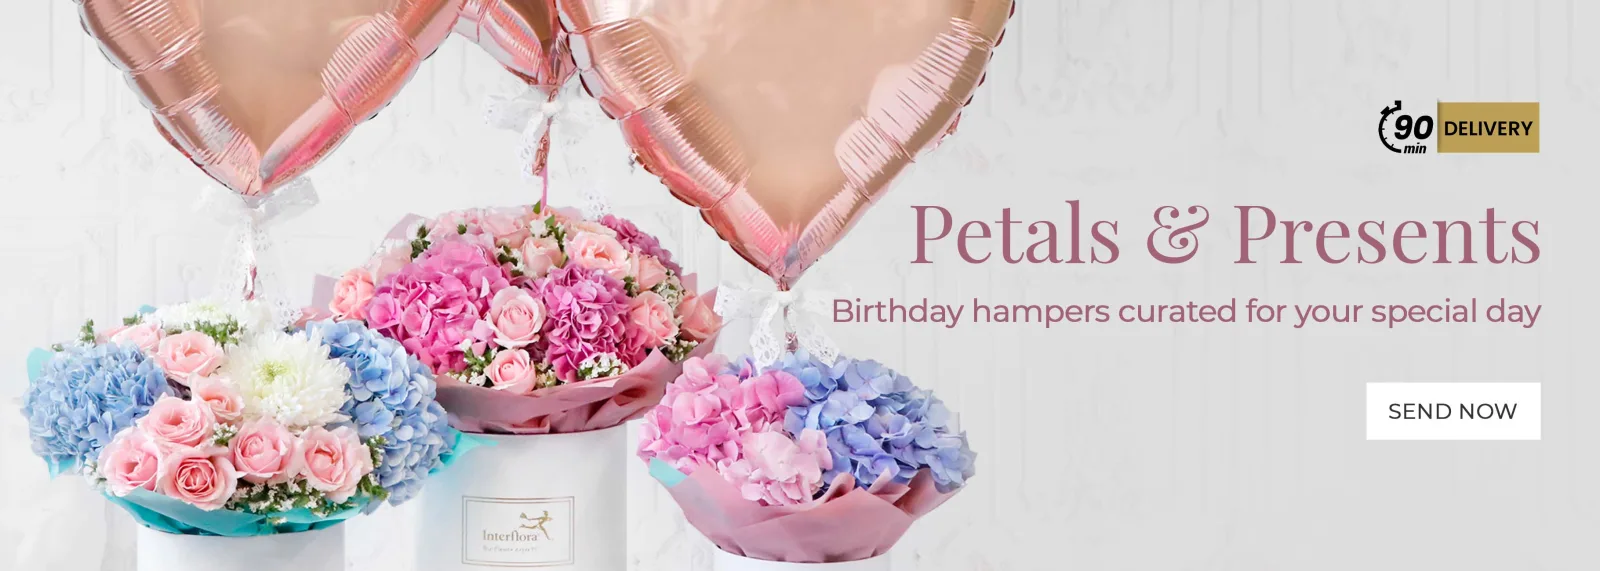 90
min
DELIVERY
Petals & Presents
Birthday hampers curated for your special day
SEND NOW
Interflora